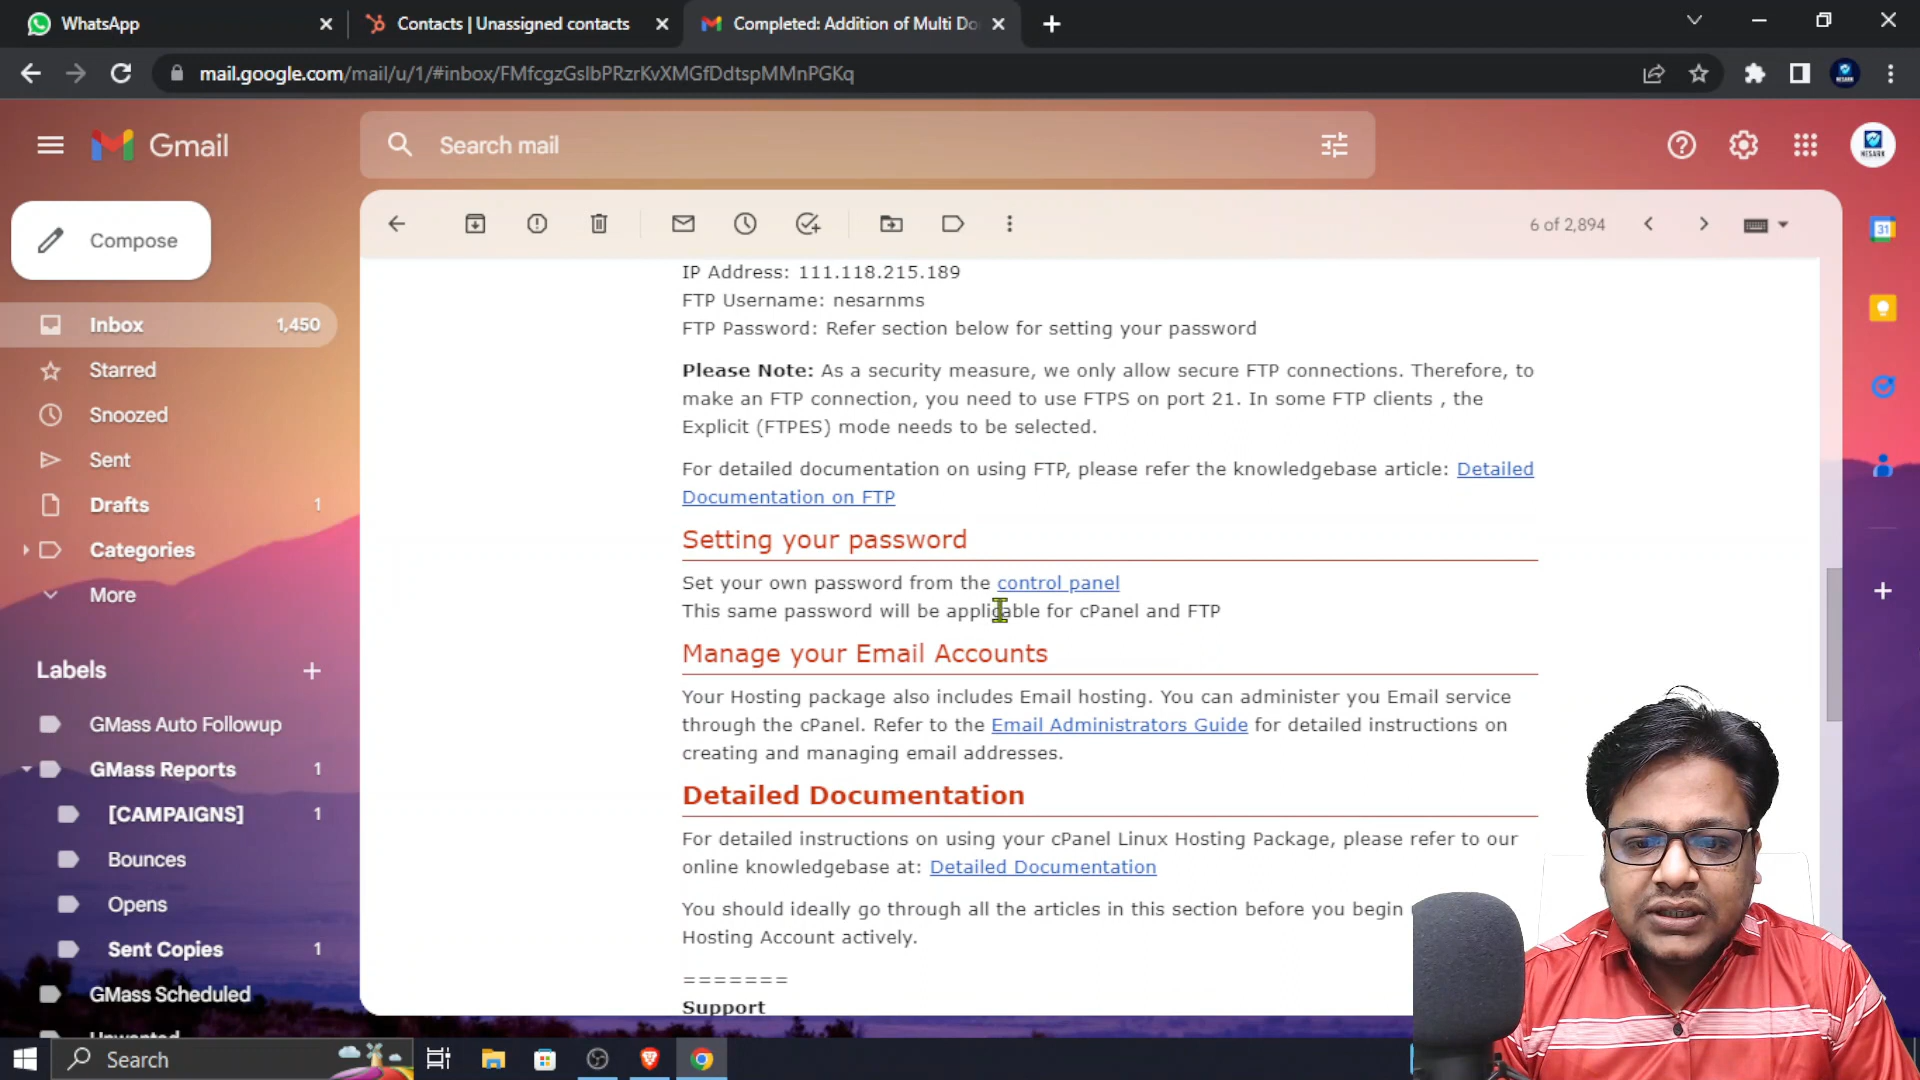 WhatsApp
Contacts | Unassigned contacts
Completed: Addition of Multi Do
mail.google.com/mail/u/1/#inbox/FMfcgzGslbPRzrKvXMGfDdtspMMnPGKq
Gmail
Search mail
NESARK
Compose
6 of 2,894
31
Inbox 1,450
Starred
Snoozed
Sent
Drafts 1
Categories
More
Labels
GMass Auto Followup
GMass Reports 1
[CAMPAIGNS] 1
Bounces
Opens
Sent Copies 1
GMass Scheduled
Unwanted
IP Address: 111.118.215.189
FTP Username: nesarnms
FTP Password: Refer section below for setting your password
Please Note: As a security measure, we only allow secure FTP connections. Therefore, to
make an FTP connection, you need to use FTPS on port 21. In some FTP clients , the
Explicit (FTPES) mode needs to be selected.
For detailed documentation on using FTP, please refer the knowledgebase article: Detailed
Documentation on FTP
Setting your password
Set your own password from the control panel
This same password will be applicable for cPanel and FTP
Manage your Email Accounts
Your Hosting package also includes Email hosting. You can administer you Email service
through the cPanel. Refer to the Email Administrators Guide for detailed instructions on
creating and managing email addresses.
Detailed Documentation
For detailed instructions on using your cPanel Linux Hosting Package, please refer to our
online knowledgebase at: Detailed Documentation
You should ideally go through all the articles in this section before you begin
Hosting Account actively.
=======
Support
Search